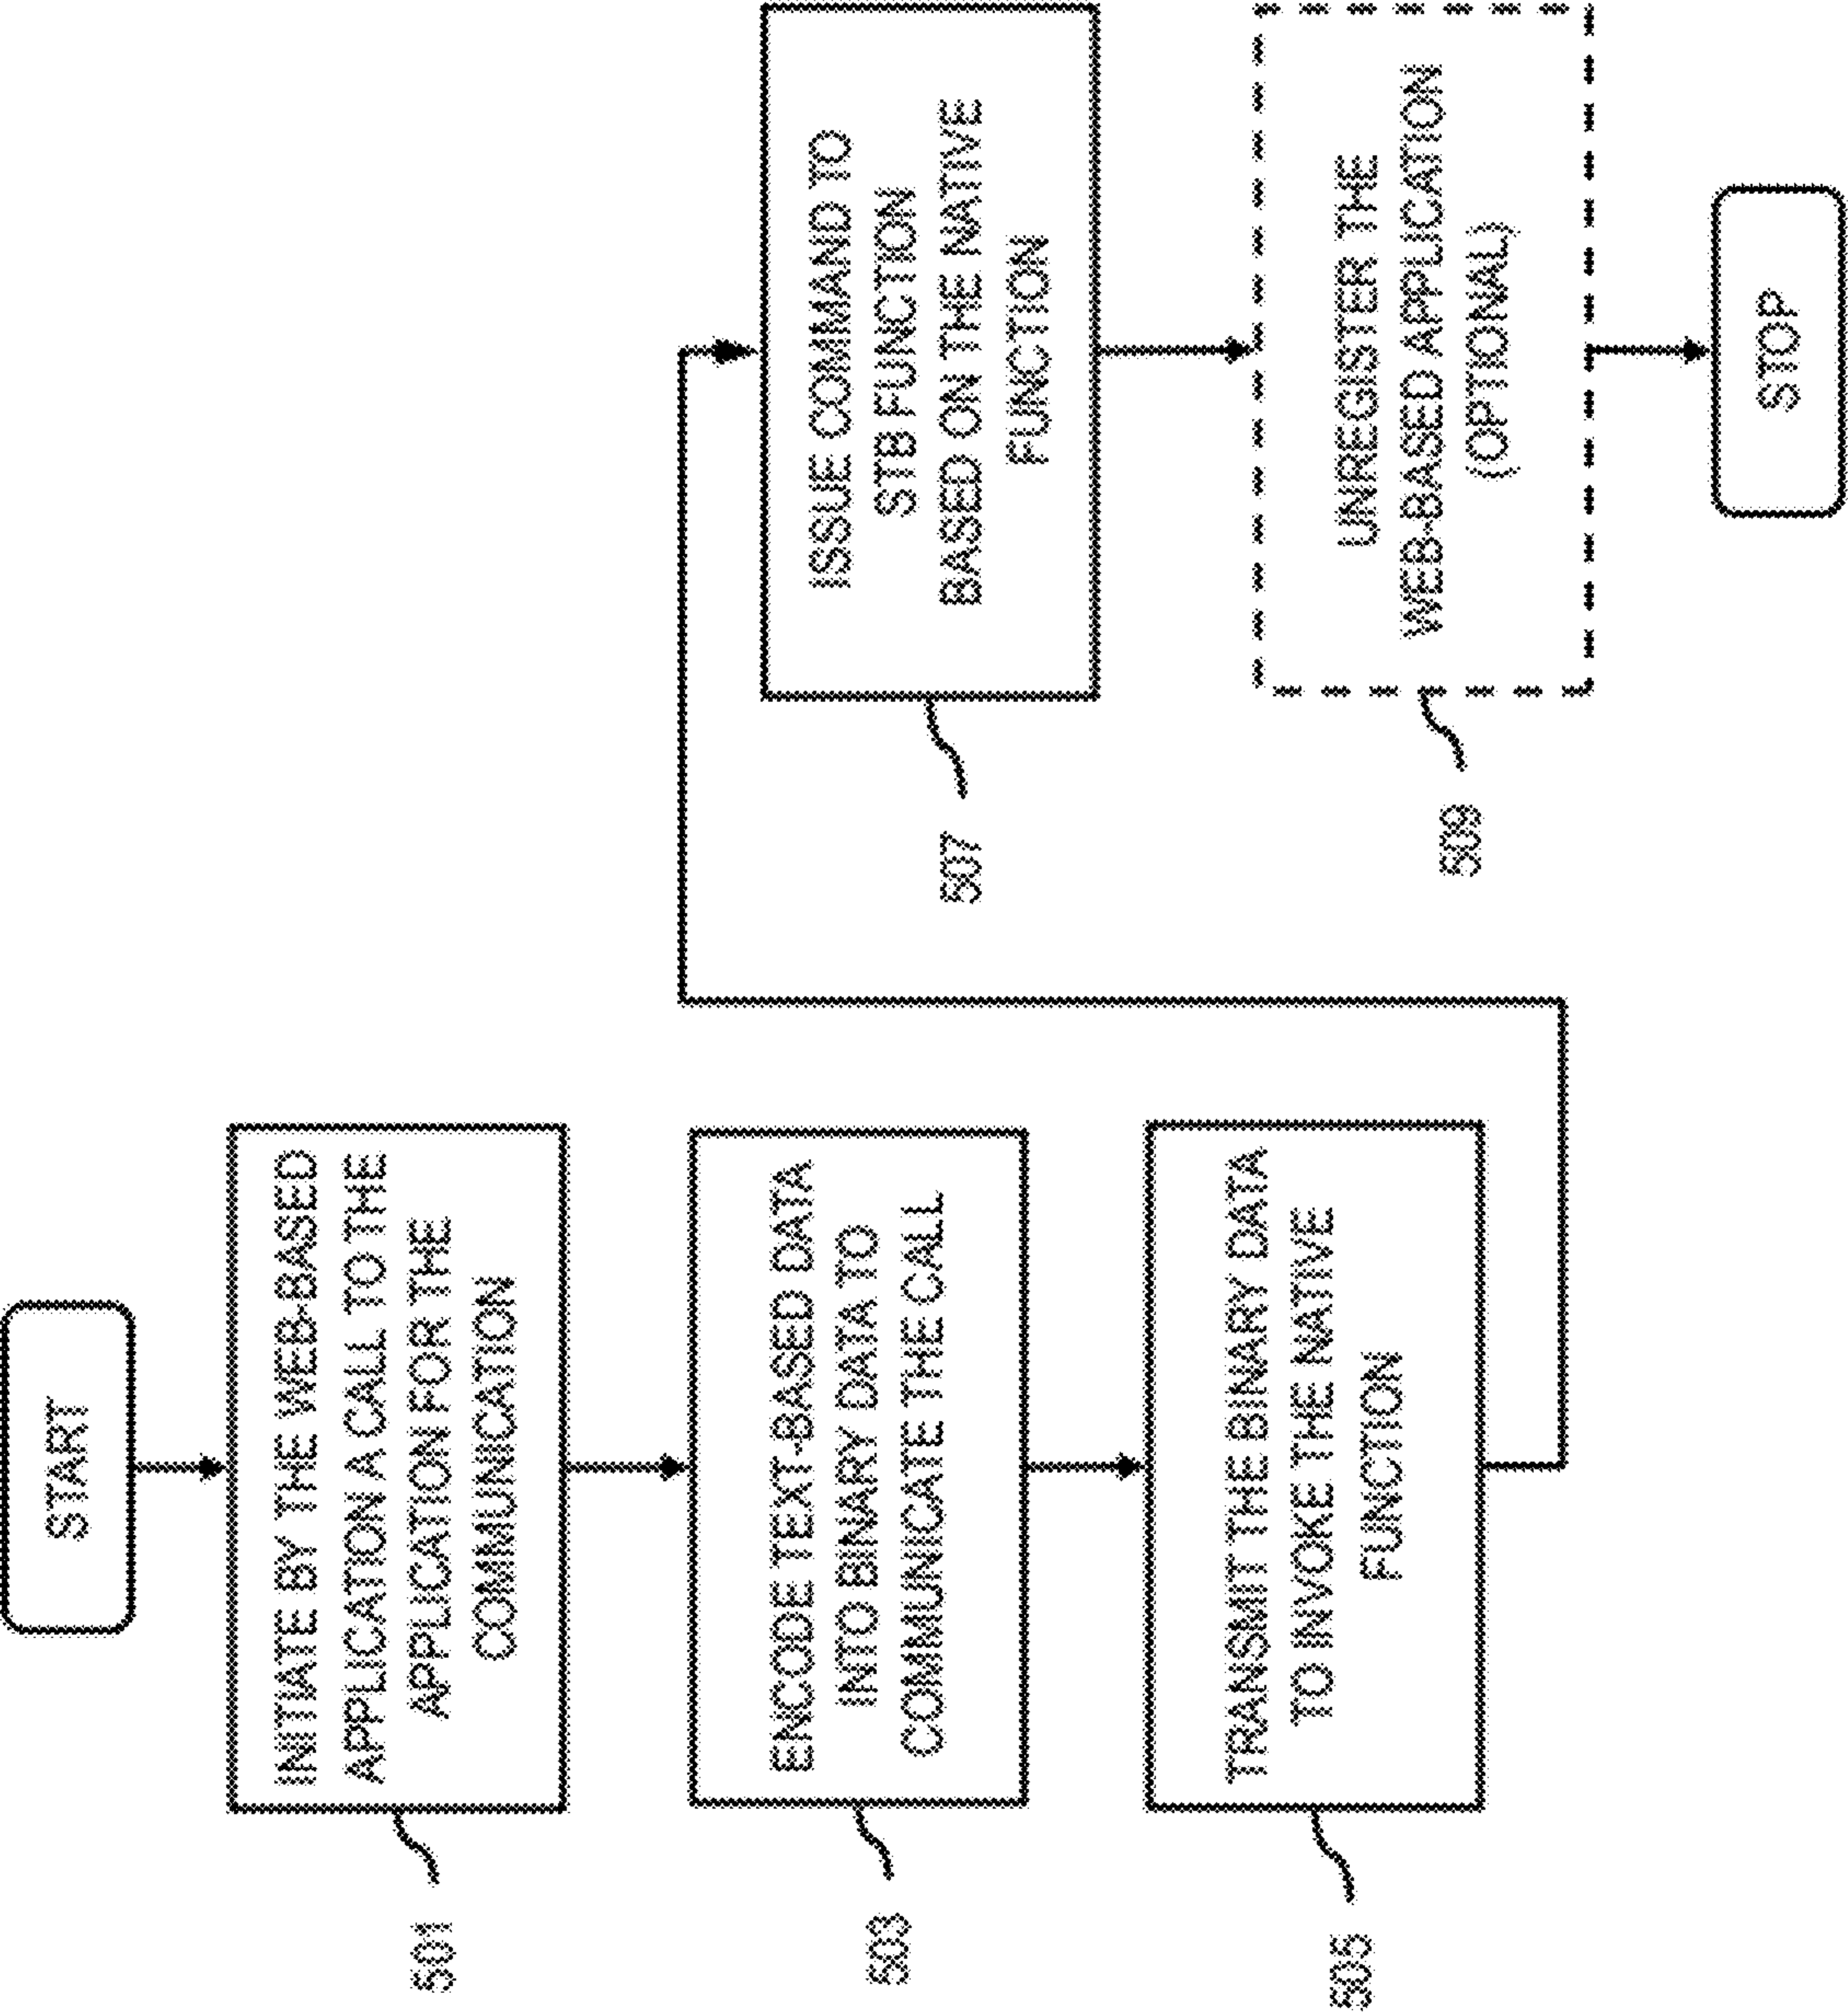 START
INITIATE BY THE WEB-BASED
APPLICATION A CALL TO THE
APPLICATION FOR THE
COMMUNICATION
501
ENCODE TEXT-BASED DATA
INTO BINARY DATA TO
COMMUNICATE THE CALL
503
TRANSMIT THE BINARY DATA
TO INVOKE THE NATIVE
FUNCTION
505
ISSUE COMMAND TO
STB FUNCTION
BASED ON THE NATIVE
FUNCTION
507
UNREGISTER THE
WEB-BASED APPLICATION
(OPTIONAL)
509
STOP